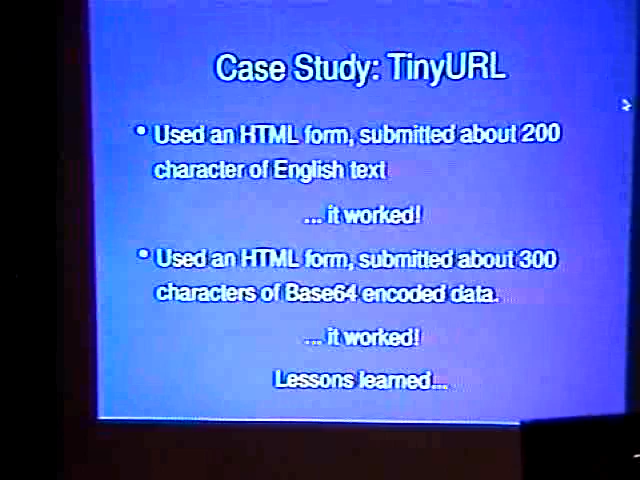 Case Study: TinyURL
• Used an HTML form, submitted about 200
character of English text
... it worked!
• Used an HTML form, submitted about 300
characters of Base64 encoded data.
... it worked!
Lessons learned...